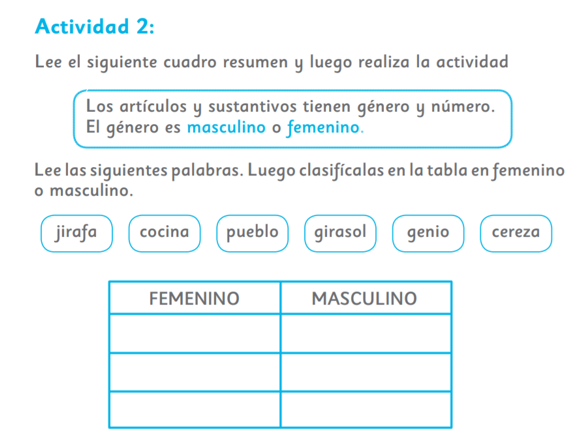 Actividad 2:
Lee el siguiente cuadro resumen y luego realiza la actividad
Los artículos y sustantivos tienen género y número.
El género es masculino o femenino.
Lee las siguientes palabras. Luego clasifícalas en la tabla en femenino
o masculino.
jirafa cocina pueblo girasol genio cereza
FEMENINO MASCULINO